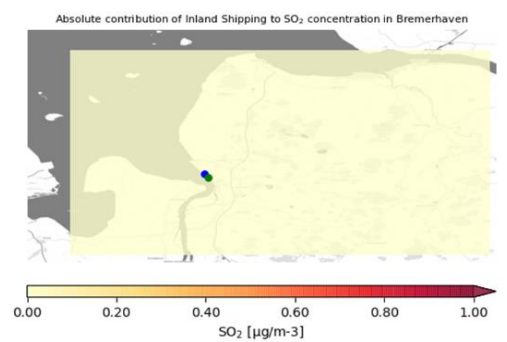 Absolute contribution of Inland Shipping to SO₂ concentration in Bremerhaven
0.00 0.20 0.40 0.60 0.80 1.00
SO₂ [µg/m-3]